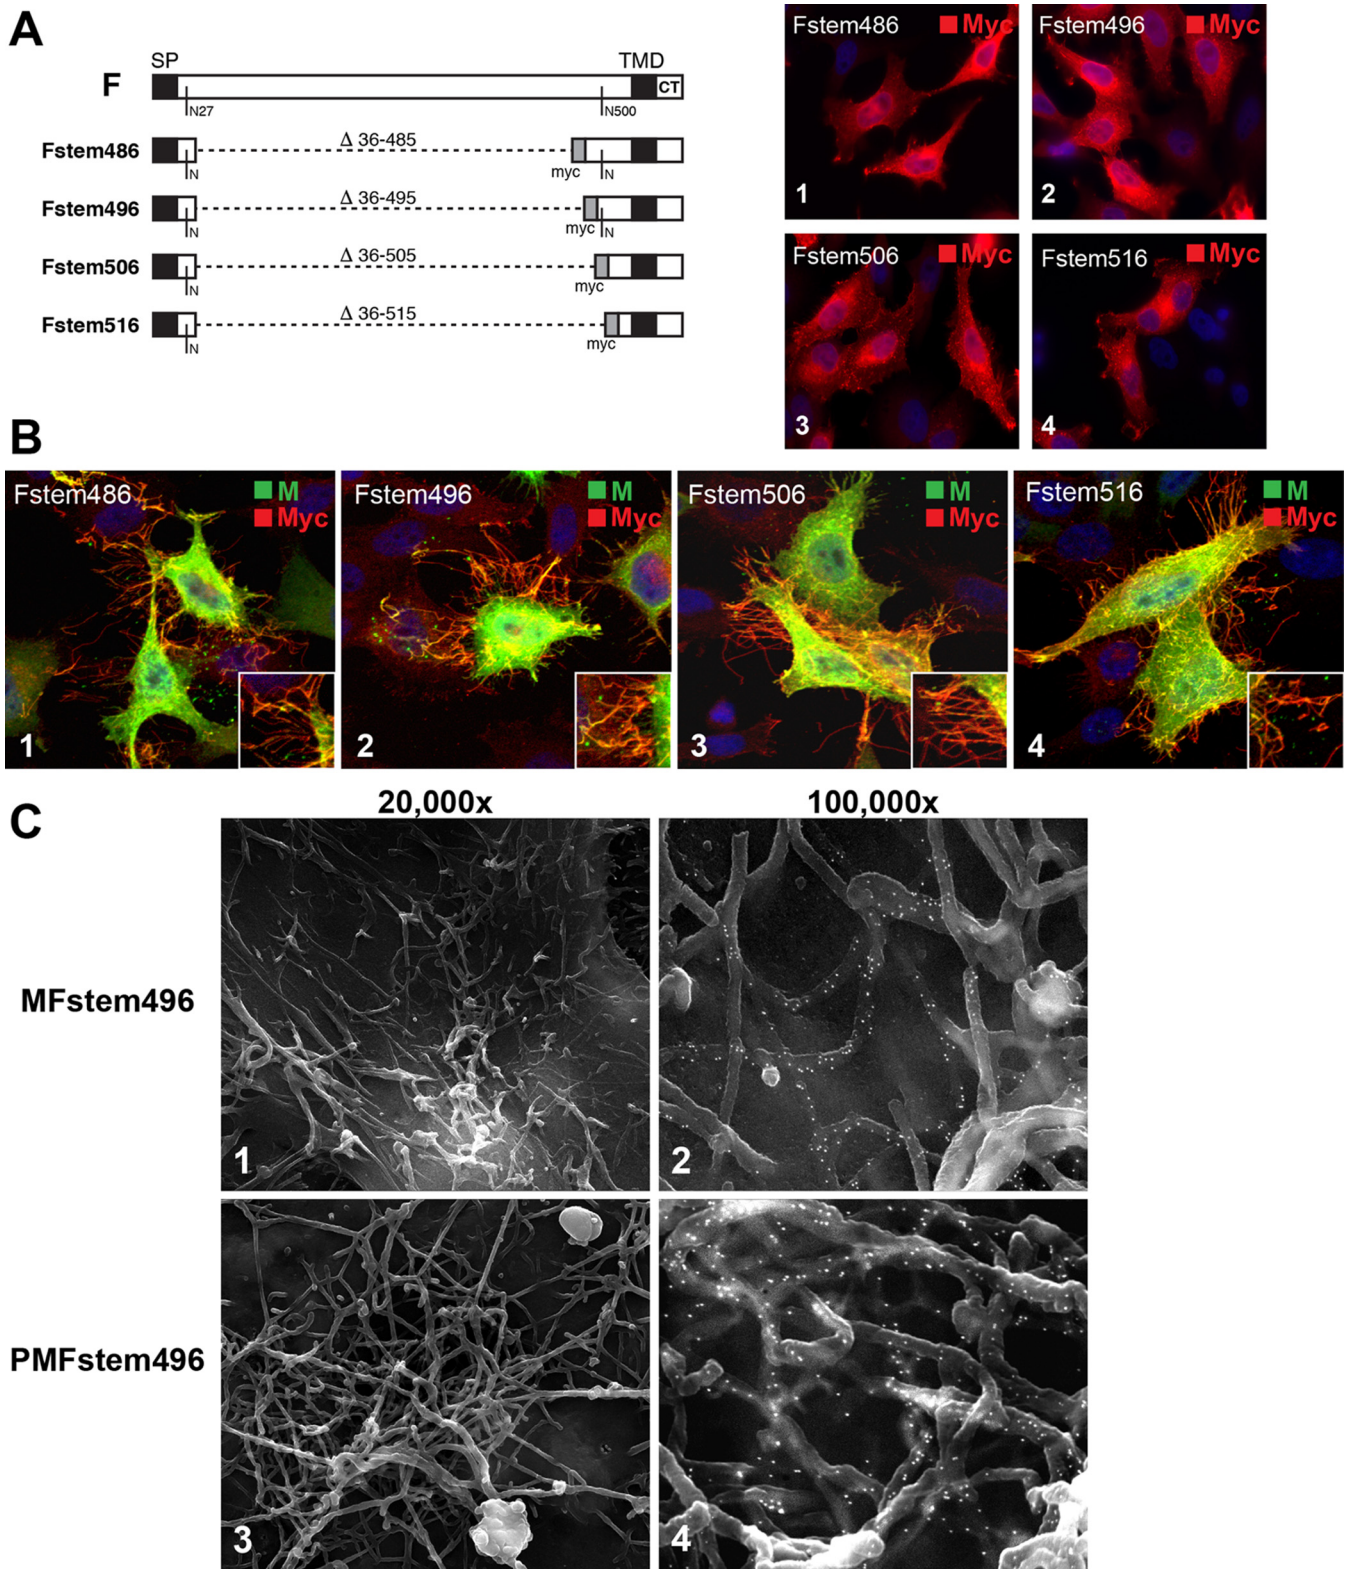 A
SP
TMD
F
CT
N27
N500
Fstem486
Δ 36-485
myc
N
N
Fstem496
Δ 36-495
myc
N
N
Fstem506
Δ 36-505
myc
N
Fstem516
Δ 36-515
myc
N
Fstem486
Myc
1
Fstem496
Myc
2
Fstem506
Myc
3
Fstem516
Myc
4
B
Fstem486
M
Myc
1
Fstem496
M
Myc
2
Fstem506
M
Myc
3
Fstem516
M
Myc
4
C
20,000x
100,000x
MFstem496
1
2
PMFstem496
3
4